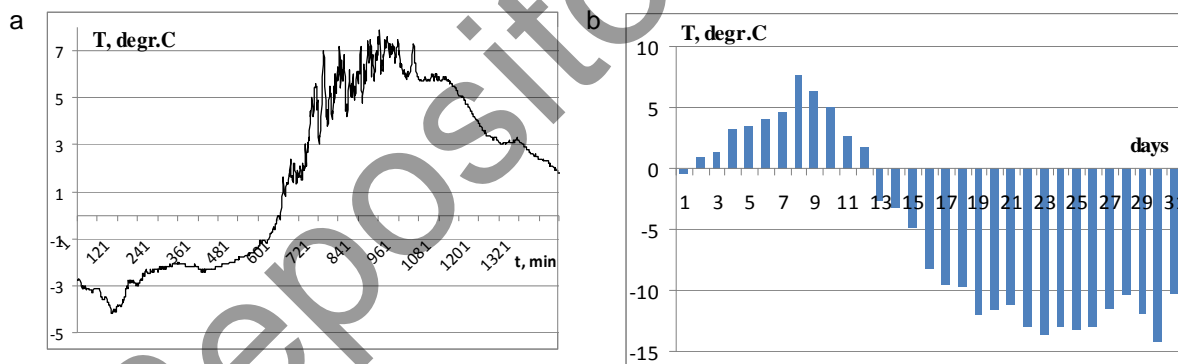 a
T, degr.C
7
5
3
1
-1
-3
-5
121 241 361 481 601 721 841 961 1081 1201 1321
t, min
b
T, degr.C
10
5
0
-5
-10
-15
days
1 3 5 7 9 11 13 15 17 19 21 23 25 27 29 31
eposito